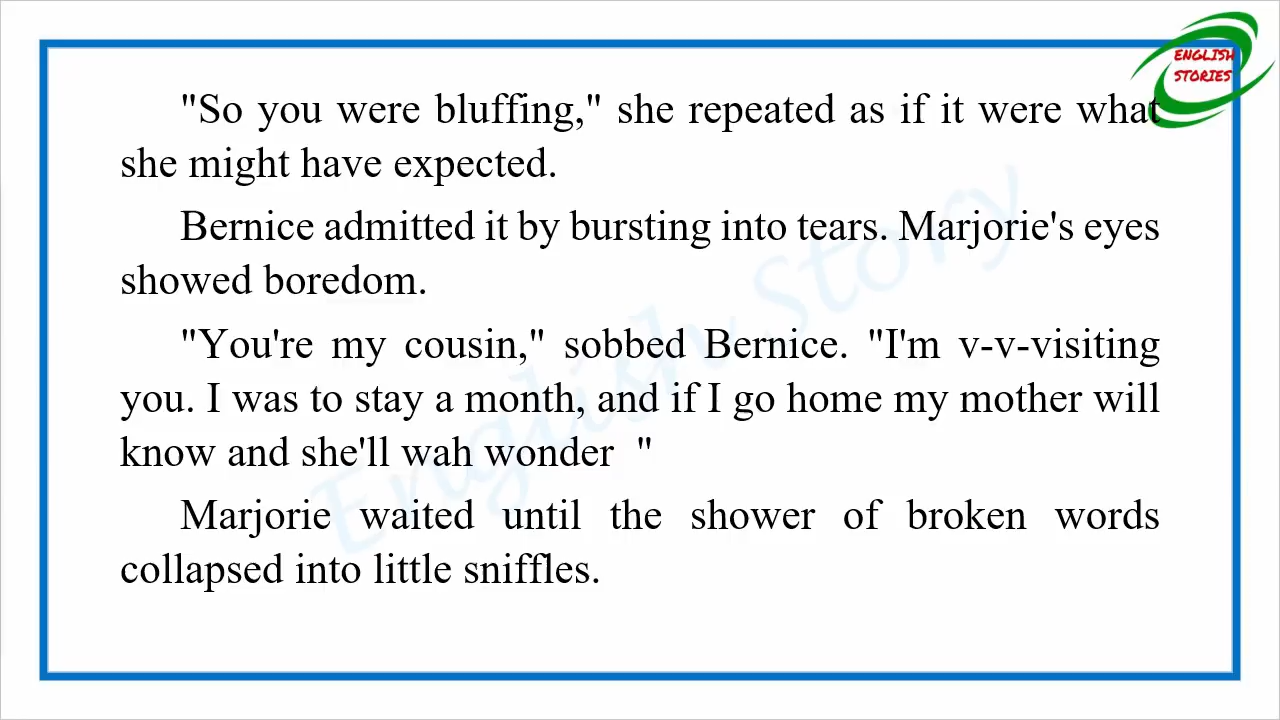 ENGLISH
STORIES
"So you were bluffing," she repeated as if it were what
she might have expected.
Bernice admitted it by bursting into tears. Marjorie's eyes
showed boredom.
"You're my cousin," sobbed Bernice. "I'm v-v-visiting
you. I was to stay a month, and if I go home my mother will
know and she'll wah wonder "
Marjorie waited until the shower of broken words
collapsed into little sniffles.
English Story